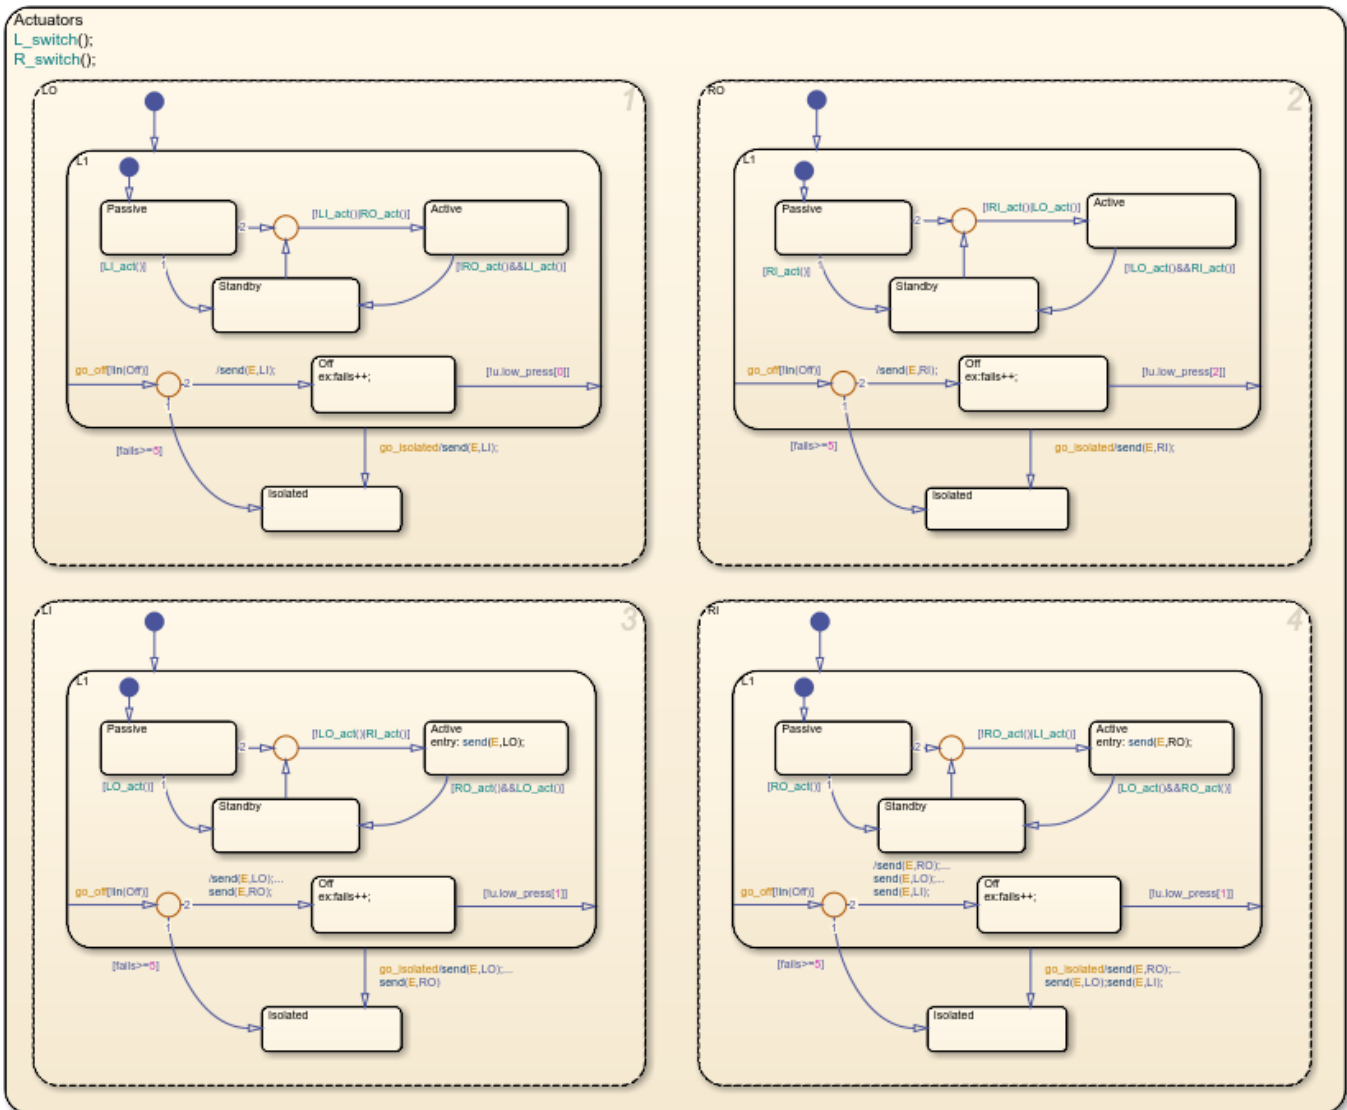 Actuators
L_switch();
R_switch();
LO
1
L1
Passive
2
[!LI_act()|RO_act()]
Active
[LI_act()]
1
[!RO_act()&&LI_act()]
Standby
go_off[!in(Off)]
2
/send(E,LI);
Off
ex:fails++;
[!u.low_press[0]]
1
[fails>=5]
go_isolated/send(E,LI);
Isolated
RO
2
L1
Passive
2
[!RI_act()|LO_act()]
Active
[RI_act()]
1
[!LO_act()&&RI_act()]
Standby
go_off[!in(Off)]
2
/send(E,RI);
Off
ex:fails++;
[!u.low_press[2]]
1
[fails>=5]
go_isolated/send(E,RI);
Isolated
LI
3
L1
Passive
2
[!LO_act()|RI_act()]
Active
entry: send(E,LO);
[LO_act()]
1
[RO_act()&&LO_act()]
Standby
go_off[!in(Off)]
2
/send(E,LO);...
send(E,RO);
Off
ex:fails++;
[!u.low_press[1]]
1
[fails>=5]
go_isolated/send(E,LO);...
send(E,RO)
Isolated
RI
4
L1
Passive
2
[!RO_act()|LI_act()]
Active
entry: send(E,RO);
[RO_act()]
1
[LO_act()&&RO_act()]
Standby
go_off[!in(Off)]
2
/send(E,RO);...
send(E,LO);...
send(E,LI);
Off
ex:fails++;
[!u.low_press[1]]
1
[fails>=5]
go_isolated/send(E,RO);...
send(E,LO);send(E,LI);
Isolated